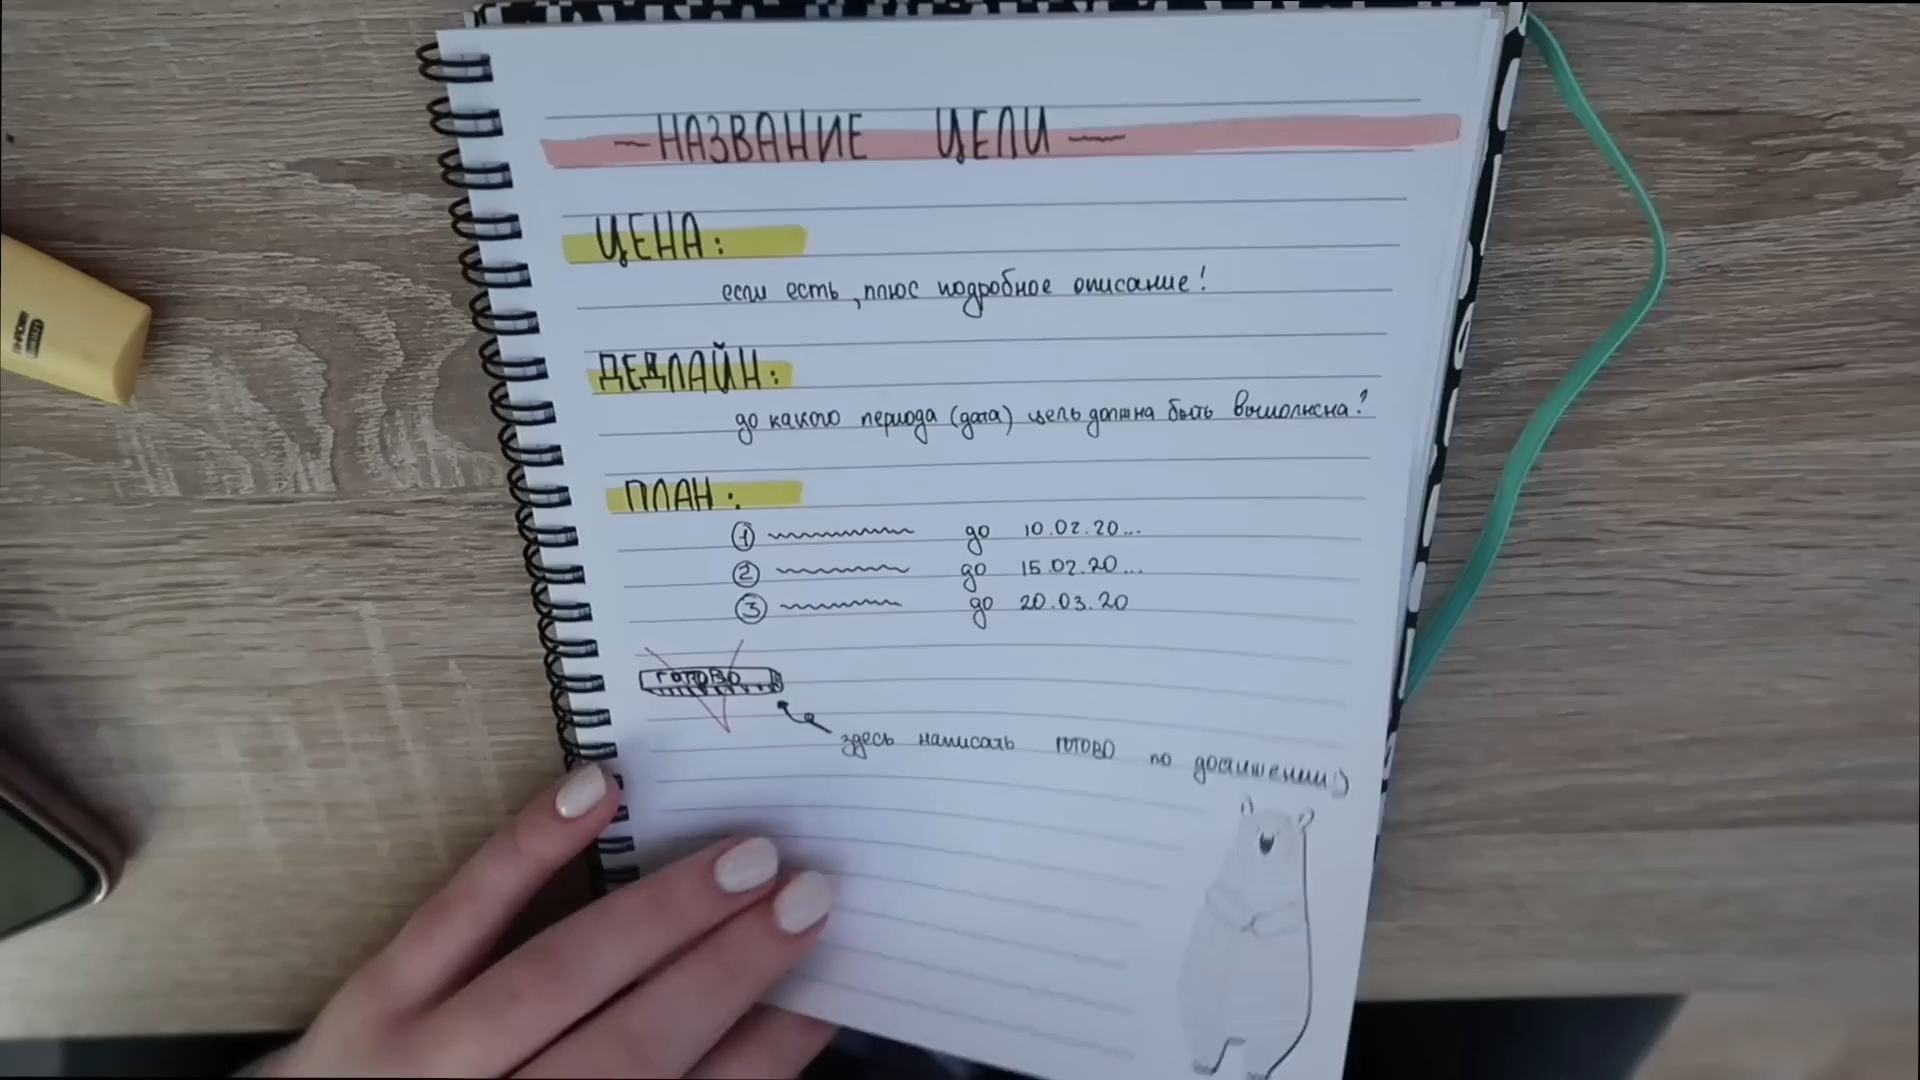 ~НАЗВАНИЕ ЦЕЛИ~
ЦЕНА:
если есть, плюс подробное описание!
ДЕДЛАЙН:
до какого периода (дата) цель должна быть выполнена?
ПЛАН:
1 до 10.02.20...
2 до 15.02.20...
3 до 20.03.20
ГОТОВО
здесь написать ГОТОВО по достижении:)